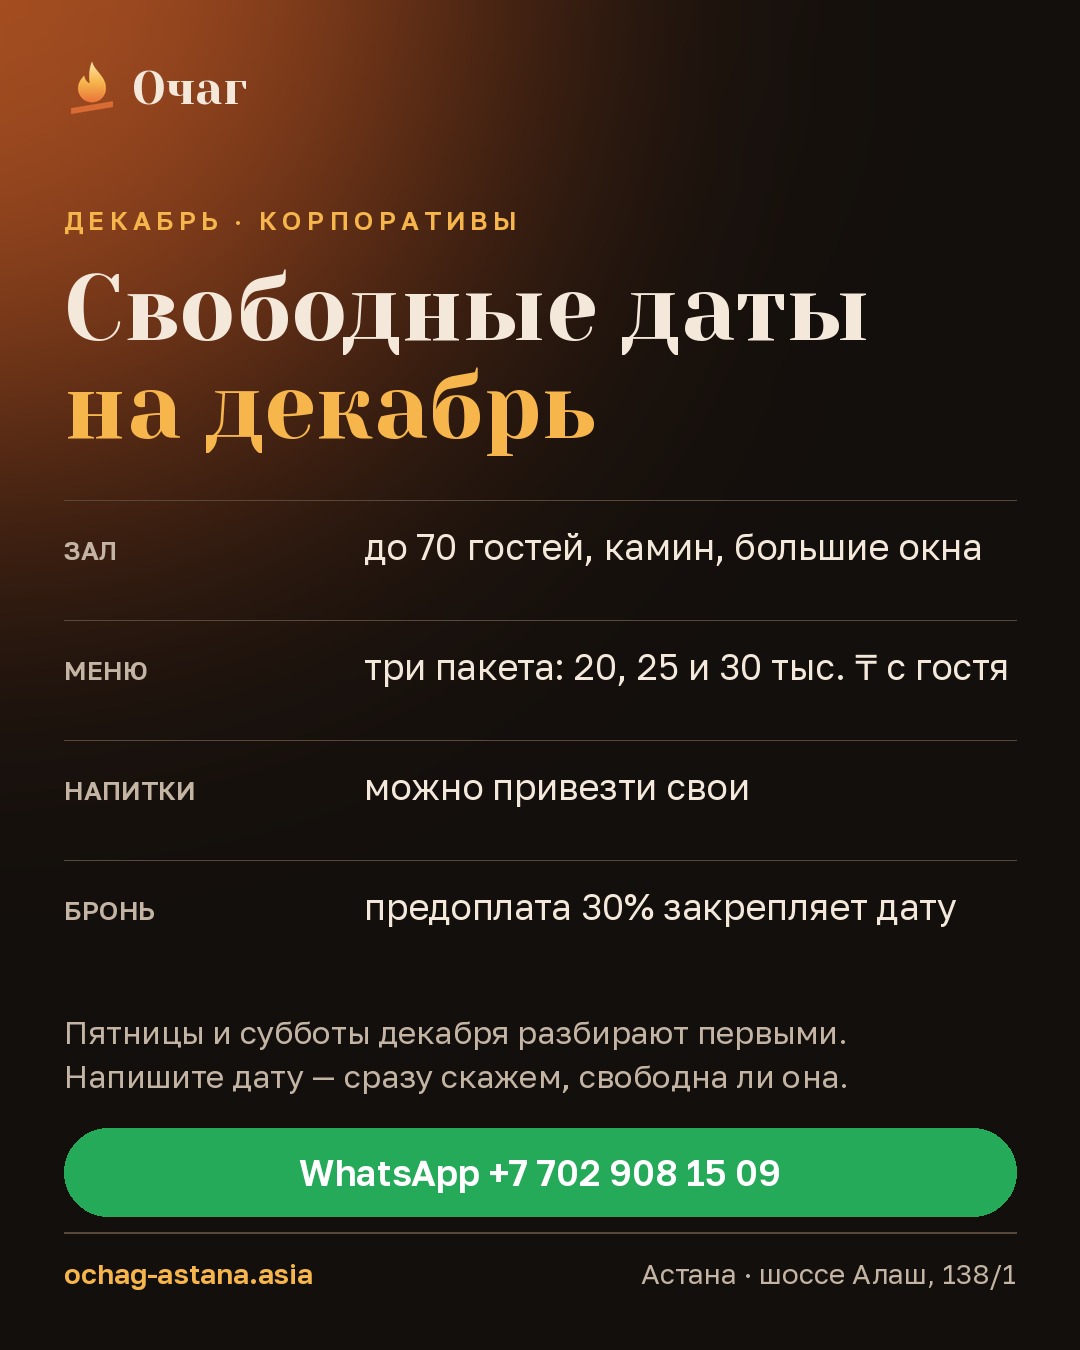 Очаг
ДЕКАБРЬ · КОРПОРАТИВЫ
Свободные даты
на декабрь
ЗАЛ до 70 гостей, камин, большие окна
МЕНЮ три пакета: 20, 25 и 30 тыс. ₸ с гостя
НАПИТКИ можно привезти свои
БРОНЬ предоплата 30% закрепляет дату
Пятницы и субботы декабря разбирают первыми.
Напишите дату — сразу скажем, свободна ли она.
WhatsApp +7 702 908 15 09
ochag-astana.asia Астана · шоссе Алаш, 138/1